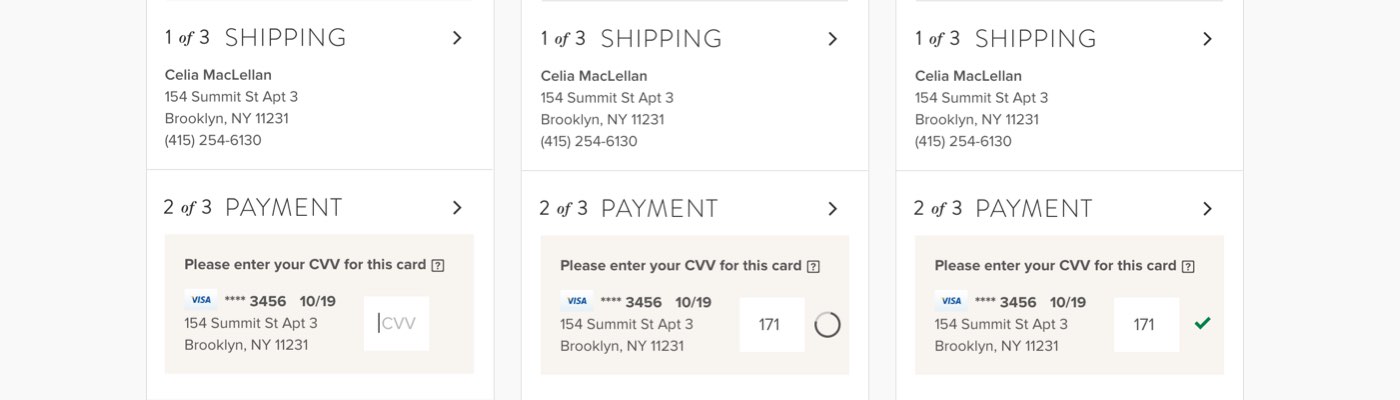 1 of 3 SHIPPING
Celia MacLellan
154 Summit St Apt 3
Brooklyn, NY 11231
(415) 254-6130
2 of 3 PAYMENT
Please enter your CVV for this card ?
VISA **** 3456 10/19
154 Summit St Apt 3
Brooklyn, NY 11231
CVV
1 of 3 SHIPPING
Celia MacLellan
154 Summit St Apt 3
Brooklyn, NY 11231
(415) 254-6130
2 of 3 PAYMENT
Please enter your CVV for this card ?
VISA **** 3456 10/19
154 Summit St Apt 3
Brooklyn, NY 11231
171
1 of 3 SHIPPING
Celia MacLellan
154 Summit St Apt 3
Brooklyn, NY 11231
(415) 254-6130
2 of 3 PAYMENT
Please enter your CVV for this card ?
VISA **** 3456 10/19
154 Summit St Apt 3
Brooklyn, NY 11231
171